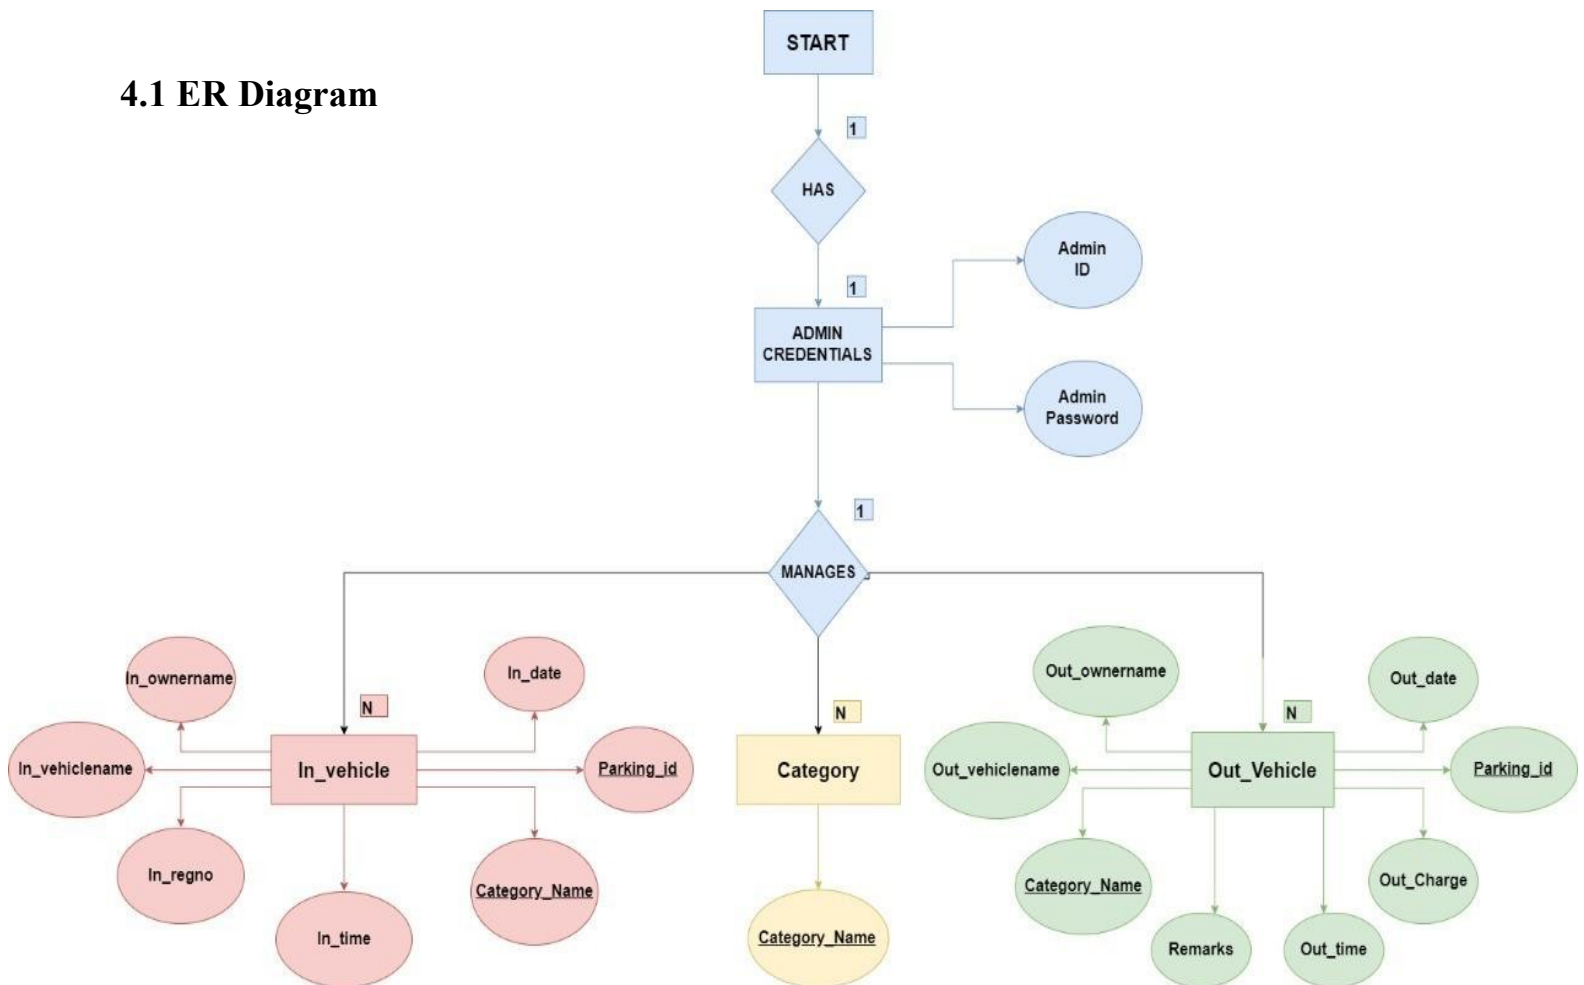 START
4.1 ER Diagram
1
HAS
Admin
ID
1
ADMIN
CREDENTIALS
Admin
Password
1
MANAGES
In_ownername
In_date
Out_ownername
Out_date
N
N
N
In_vehiclename
In_vehicle
Parking_id
Category
Out_vehiclename
Out_Vehicle
Parking_id
In_regno
Category_Name
In_time
Category_Name
Category_Name
Out_Charge
Remarks
Out_time